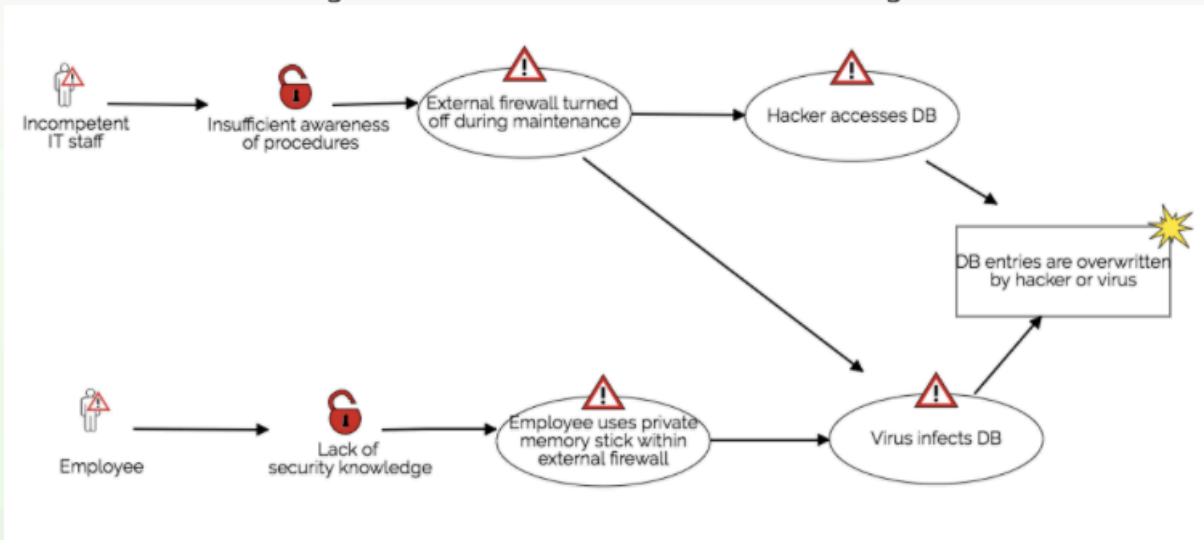 Incompetent
IT staff
Insufficient awareness
of procedures
External firewall turned
off during maintenance
Hacker accesses DB
DB entries are overwritten
by hacker or virus
Employee
Lack of
security knowledge
Employee uses private
memory stick within
external firewall
Virus infects DB